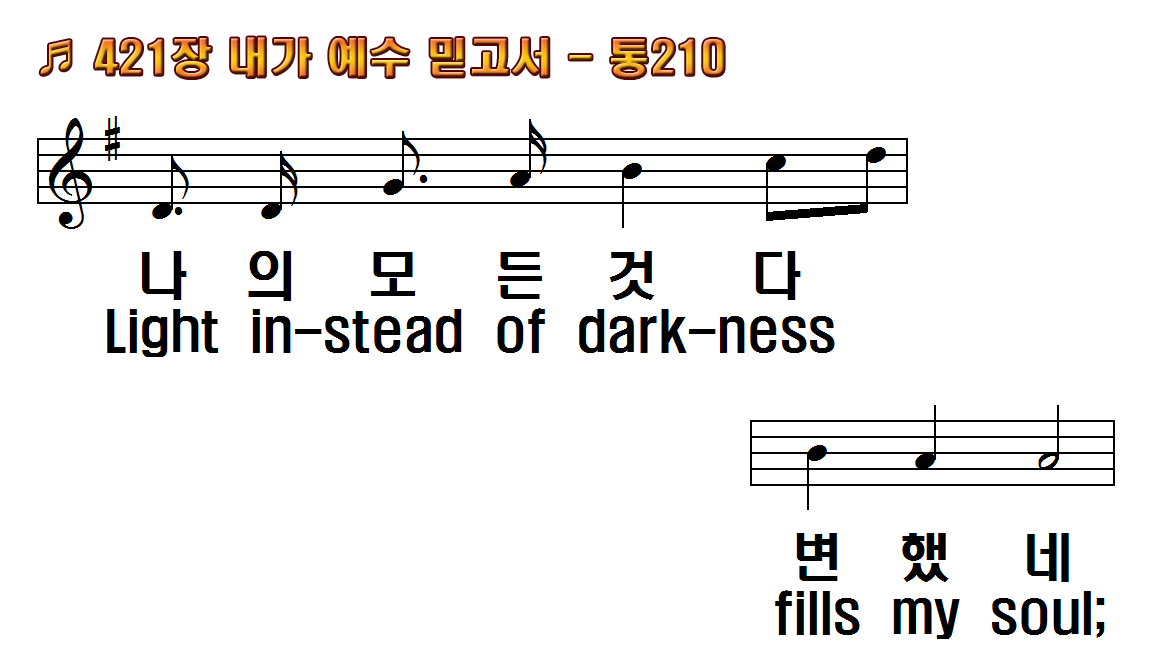 ♬ 421장 내가 예수 믿고서 - 통210
나 의 모 든 것 다
Light in-stead of dark-ness
변 했 네
fills my soul;